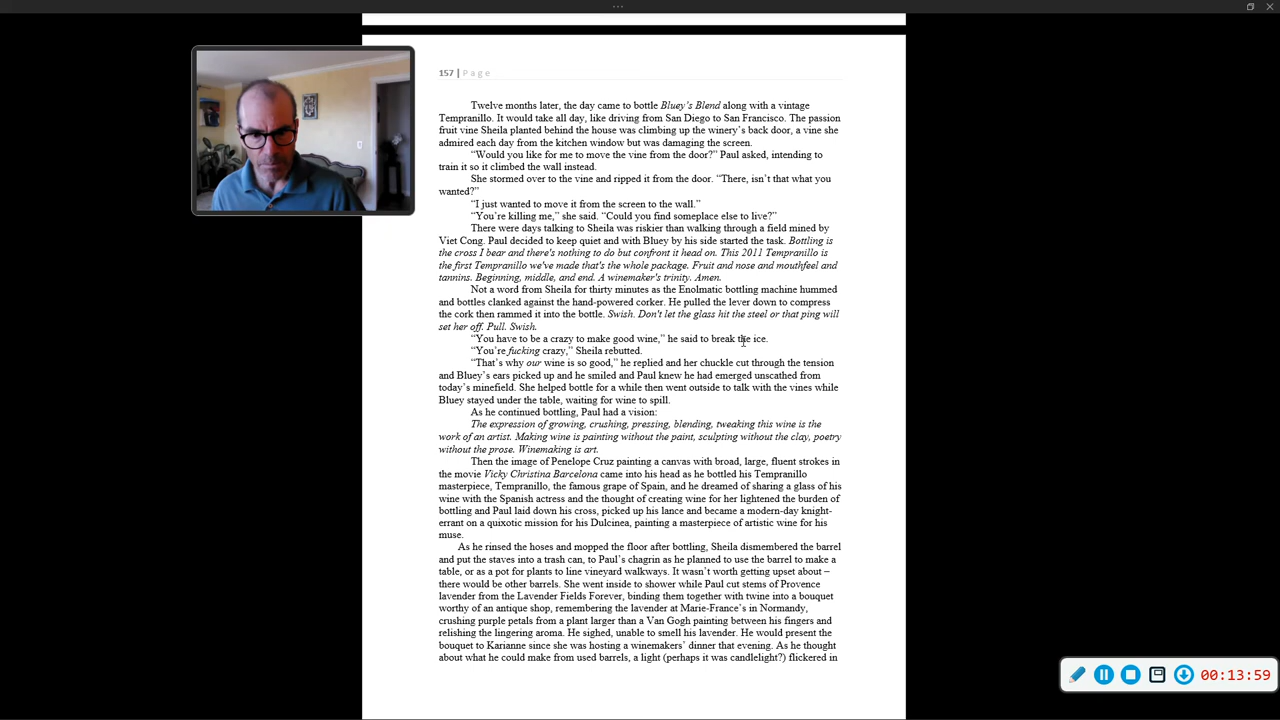 157 | Page
Twelve months later, the day came to bottle Bluey's Blend along with a vintage
Tempranillo. It would take all day, like driving from San Diego to San Francisco. The passion
fruit vine Sheila planted behind the house was climbing up the winery's back door, a vine she
admired each day from the kitchen window but was damaging the screen.
“Would you like for me to move the vine from the door?” Paul asked, intending to
train it so it climbed the wall instead.
She stormed over to the vine and ripped it from the door. “There, isn’t that what you
wanted?”
“I just wanted to move it from the screen to the wall.”
“You’re killing me,” she said. “Could you find someplace else to live?”
There were days talking to Sheila was riskier than walking through a field mined by
Viet Cong. Paul decided to keep quiet and with Bluey by his side started the task. Bottling is
the cross I bear and there's nothing to do but confront it head on. This 2011 Tempranillo is
the first Tempranillo we've made that's the whole package. Fruit and nose and mouthfeel and
tannins. Beginning, middle, and end. A winemaker's trinity. Amen.
Not a word from Sheila for thirty minutes as the Enolmatic bottling machine hummed
and bottles clanked against the hand-powered corker. He pulled the lever down to compress
the cork then rammed it into the bottle. Swish. Don't let the glass hit the steel or that ping will
set her off. Pull. Swish.
“You have to be a crazy to make good wine,” he said to break the ice.
“You’re fucking crazy,” Sheila rebutted.
“That’s why our wine is so good,” he replied and her chuckle cut through the tension
and Bluey’s ears picked up and he smiled and Paul knew he had emerged unscathed from
today’s minefield. She helped bottle for a while then went outside to talk with the vines while
Bluey stayed under the table, waiting for wine to spill.
As he continued bottling, Paul had a vision:
The expression of growing, crushing, pressing, blending, tweaking this wine is the
work of an artist. Making wine is painting without the paint, sculpting without the clay, poetry
without the prose. Winemaking is art.
Then the image of Penelope Cruz painting a canvas with broad, large, fluent strokes in
the movie Vicky Christina Barcelona came into his head as he bottled his Tempranillo
masterpiece, Tempranillo, the famous grape of Spain, and he dreamed of sharing a glass of his
wine with the Spanish actress and the thought of creating wine for her lightened the burden of
bottling and Paul laid down his cross, picked up his lance and became a modern-day knight-
errant on a quixotic mission for his Dulcinea, painting a masterpiece of artistic wine for his
muse.
As he rinsed the hoses and mopped the floor after bottling, Sheila dismembered the barrel
and put the staves into a trash can, to Paul’s chagrin as he planned to use the barrel to make a
table, or as a pot for plants to line vineyard walkways. It wasn’t worth getting upset about –
there would be other barrels. She went inside to shower while Paul cut stems of Provence
lavender from the Lavender Fields Forever, binding them together with twine into a bouquet
worthy of an antique shop, remembering the lavender at Marie-France’s in Normandy,
crushing purple petals from a plant larger than a Van Gogh painting between his fingers and
relishing the lingering aroma. He sighed, unable to smell his lavender. He would present the
bouquet to Karianne since she was hosting a winemakers’ dinner that evening. As he thought
about what he could make from used barrels, a light (perhaps it was candlelight?) flickered in
00:13:59